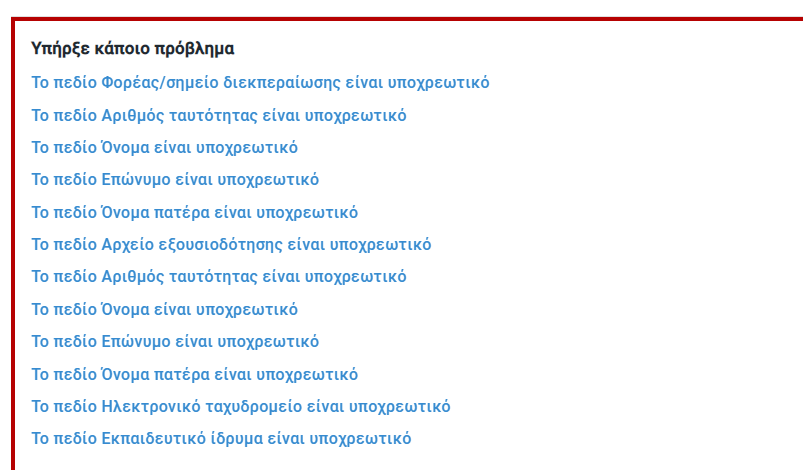 Υπήρξε κάποιο πρόβλημα
Το πεδίο Φορέας/σημείο διεκπεραίωσης είναι υποχρεωτικό
Το πεδίο Αριθμός ταυτότητας είναι υποχρεωτικό
Το πεδίο Όνομα είναι υποχρεωτικό
Το πεδίο Επώνυμο είναι υποχρεωτικό
Το πεδίο Όνομα πατέρα είναι υποχρεωτικό
Το πεδίο Αρχείο εξουσιοδότησης είναι υποχρεωτικό
Το πεδίο Αριθμός ταυτότητας είναι υποχρεωτικό
Το πεδίο Όνομα είναι υποχρεωτικό
Το πεδίο Επώνυμο είναι υποχρεωτικό
Το πεδίο Όνομα πατέρα είναι υποχρεωτικό
Το πεδίο Ηλεκτρονικό ταχυδρομείο είναι υποχρεωτικό
Το πεδίο Εκπαιδευτικό ίδρυμα είναι υποχρεωτικό